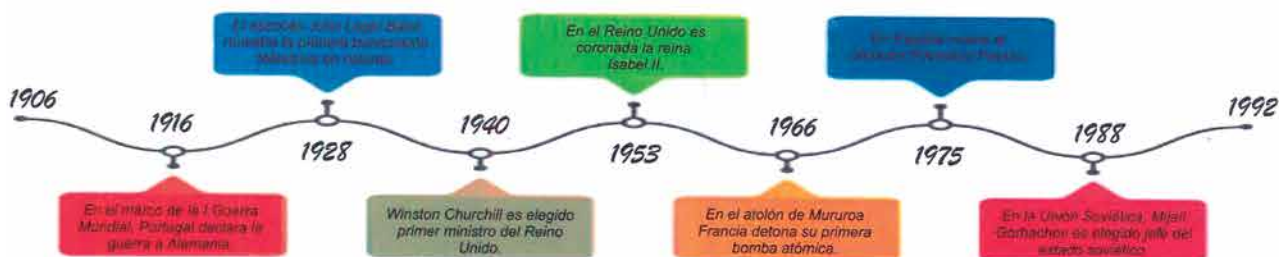 El escocés John Logie Baird
muestra la primera transmisión
televisiva en
En el Reino Unido es
coronada la reina
Isabel II.
En España muere el
dictador Francisco Franco.
1906
1916
1928
1940
1953
1966
1975
1988
1992
En el marco de la I Guerra
Mundial, Portugal declara la
guerra a Alemania.
Winston Churchill es elegido
primer ministro del Reino
Unido.
En el atolón de Mururoa
Francia detona su primera
bomba atómica.
En la Unión Soviética, Mijaíl
Gorbachov es elegido jefe del
estado soviético.